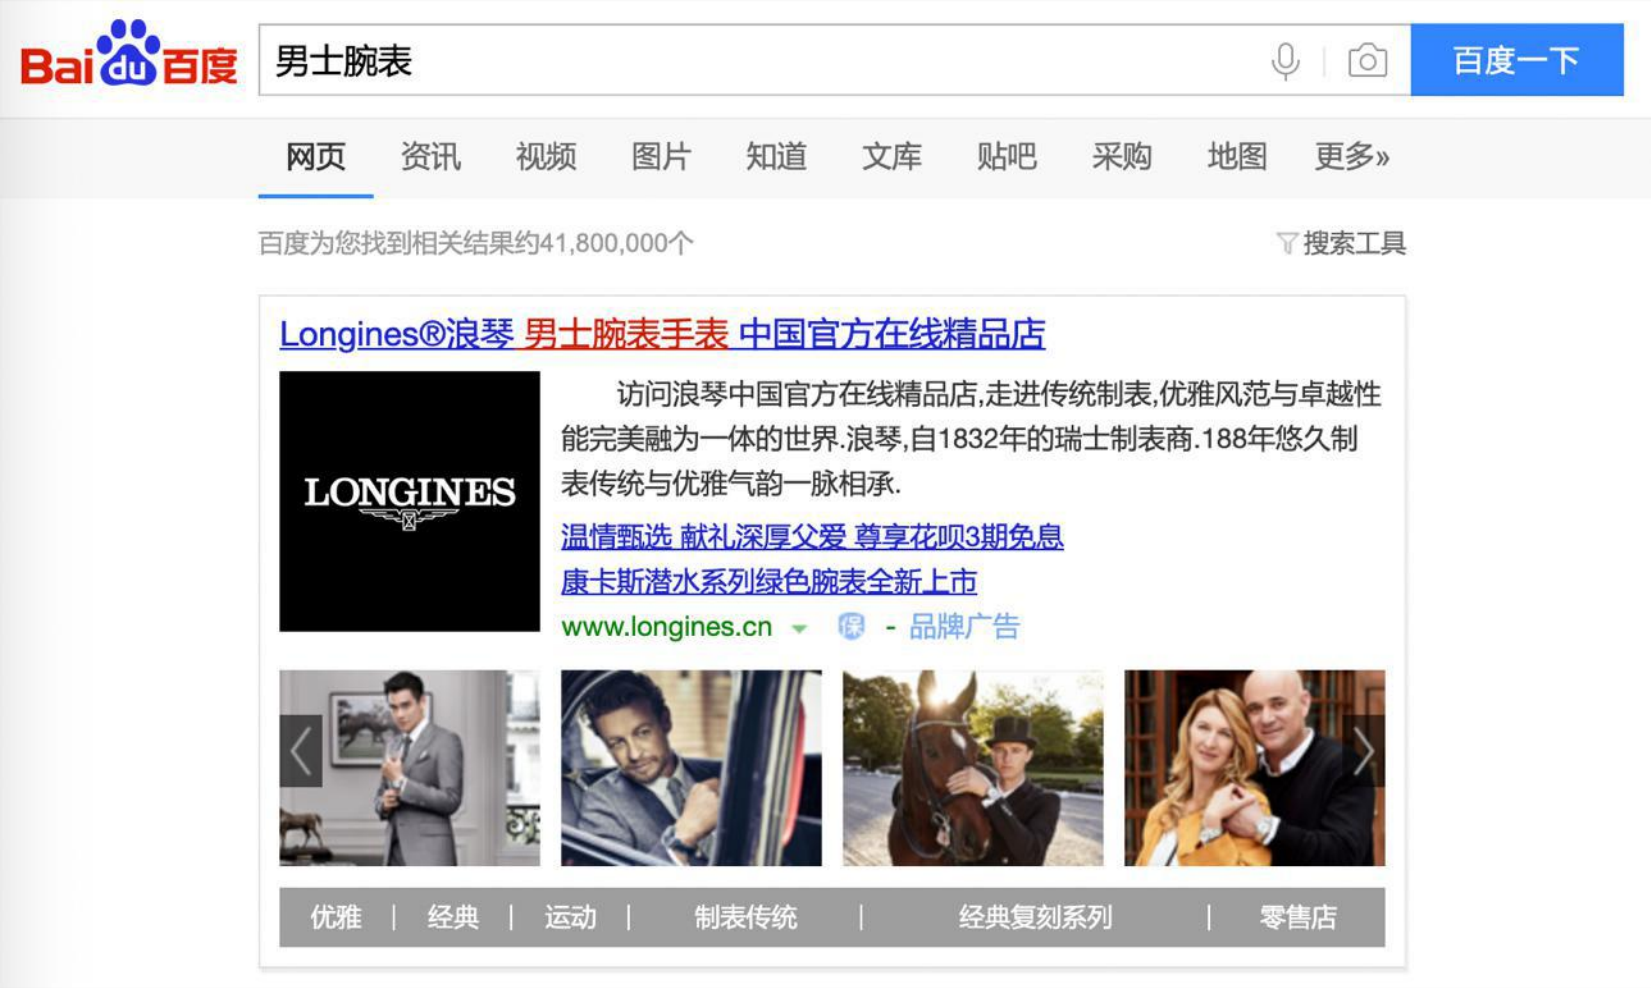 Bai du 百度
男士腕表
百度一下
网页 资讯 视频 图片 知道 文库 贴吧 采购 地图 更多»
百度为您找到相关结果约41,800,000个
搜索工具
Longines®浪琴 男士腕表手表 中国官方在线精品店
LONGINES
访问浪琴中国官方在线精品店,走进传统制表,优雅风范与卓越性
能完美融为一体的世界.浪琴,自1832年的瑞士制表商.188年悠久制
表传统与优雅气韵一脉相承.
温情甄选 献礼深厚父爱 尊享花呗3期免息
康卡斯潜水系列绿色腕表全新上市
www.longines.cn 保 - 品牌广告
优雅 | 经典 | 运动 | 制表传统 | 经典复刻系列 | 零售店